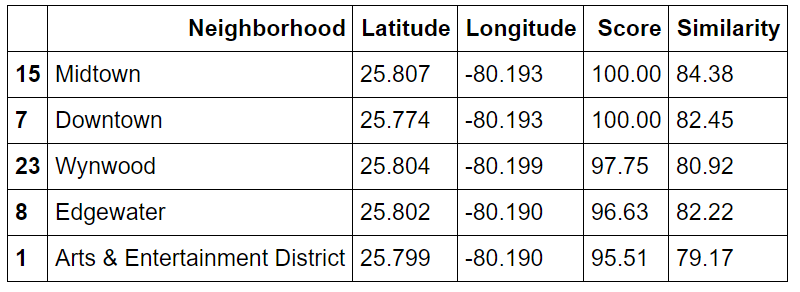 Neighborhood Latitude Longitude Score Similarity
15 Midtown 25.807 -80.193 100.00 84.38
7 Downtown 25.774 -80.193 100.00 82.45
23 Wynwood 25.804 -80.199 97.75 80.92
8 Edgewater 25.802 -80.190 96.63 82.22
1 Arts & Entertainment District 25.799 -80.190 95.51 79.17